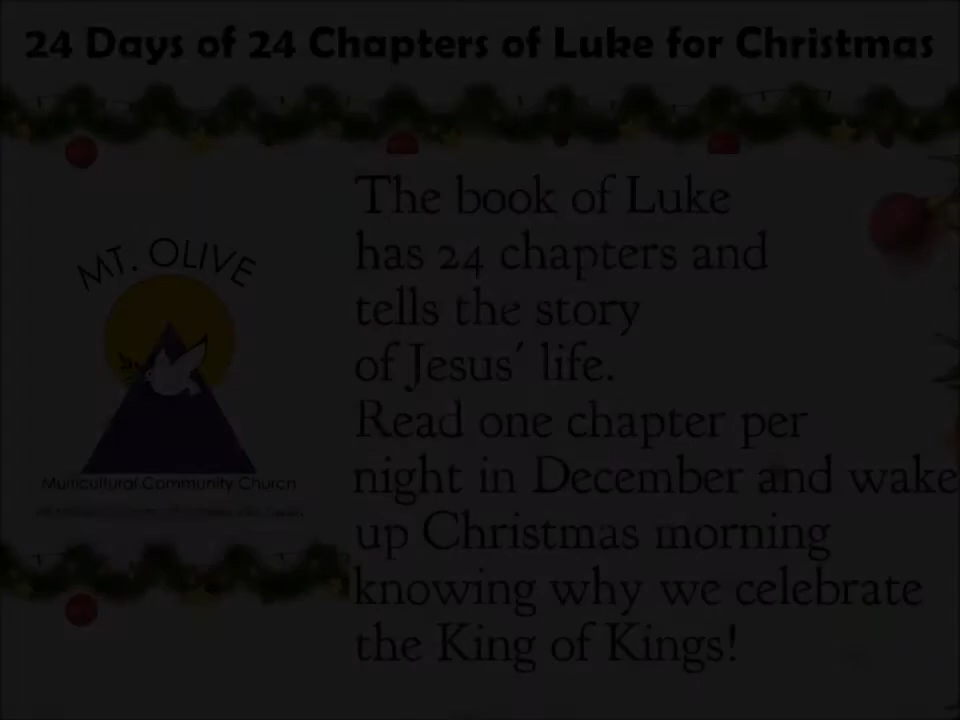 24 Days of 24 Chapters of Luke for Christmas
MT. OLIVE
Multicultural Community Church
The book of Luke
has 24 chapters and
tells the story
of Jesus´ life.
Read one chapter per
night in December and wake
up Christmas morning
knowing why we celebrate
the King of Kings!